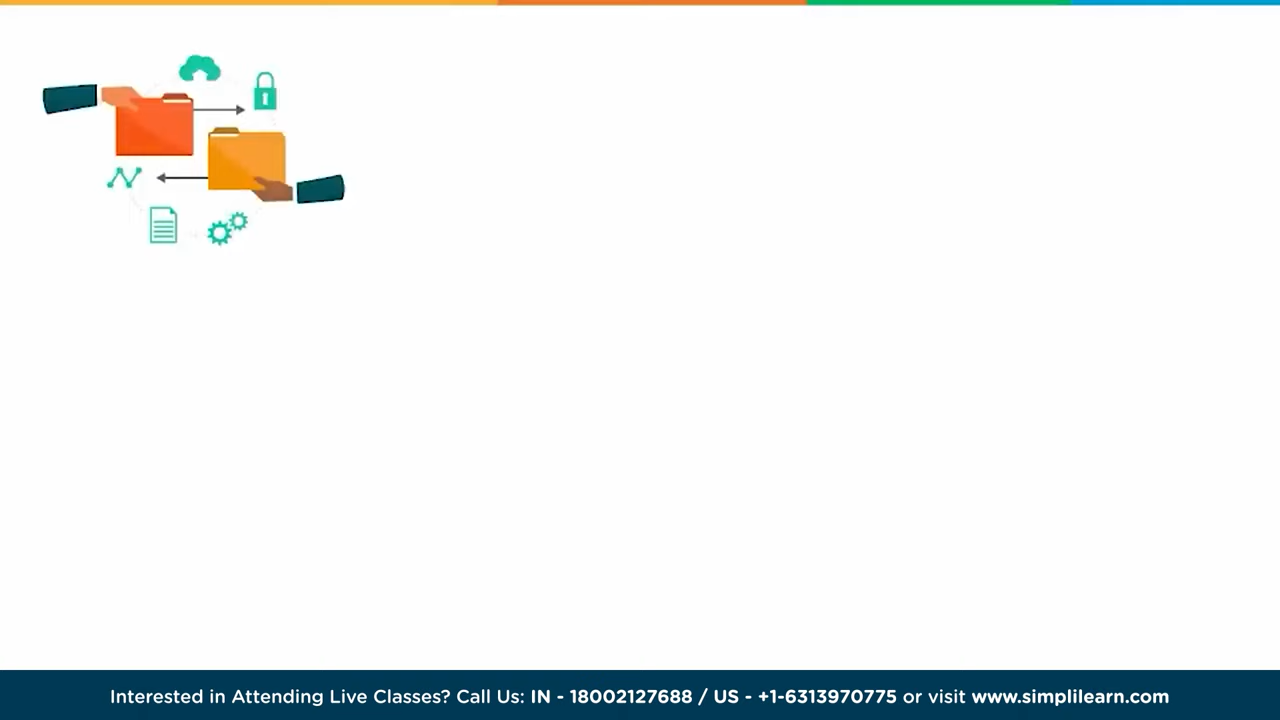 Interested in Attending Live Classes? Call Us: IN - 18002127688 / US - +1-6313970775 or visit www.simplilearn.com